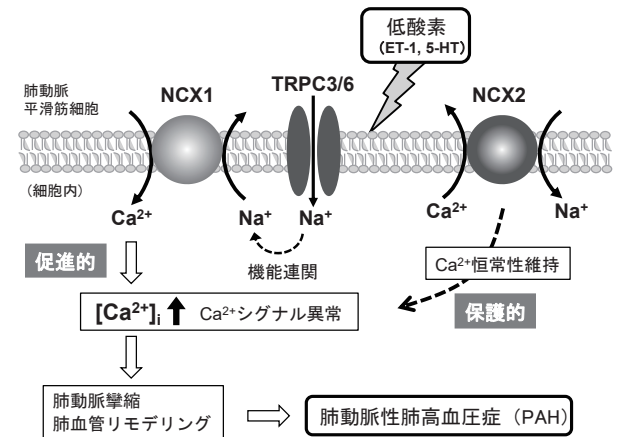 低酸素
(ET-1, 5-HT)
肺動脈
平滑筋細胞
NCX1
TRPC3/6
NCX2
(細胞内)
Ca²⁺
Na⁺
Na⁺
Ca²⁺
Na⁺
機能連関
促進的
Ca²⁺恒常性維持
保護的
[Ca²⁺]ᵢ Ca²⁺シグナル異常
肺動脈攣縮
肺血管リモデリング
肺動脈性肺高血圧症(PAH)